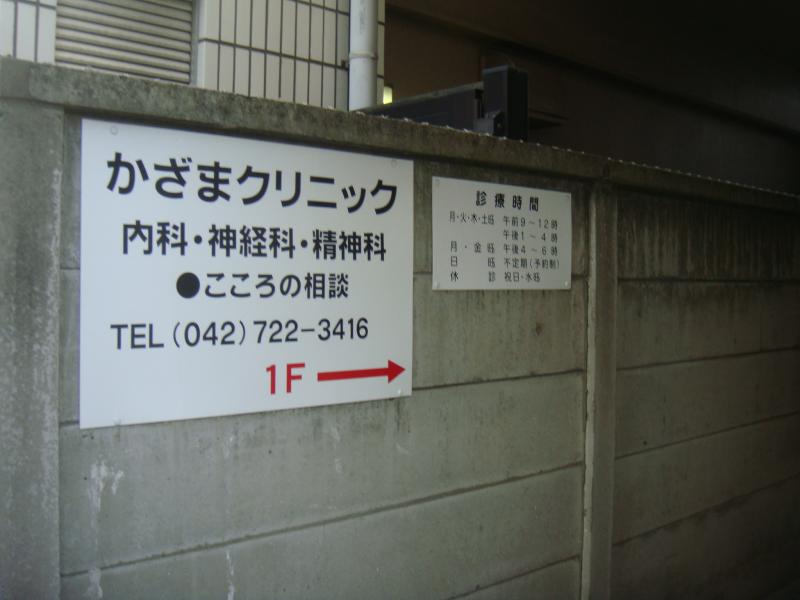 かざまクリニック
内科・神経科・精神科
●こころの相談
TEL(042)722-3416
1F
診療時間
月・火・木・土曜 午前9～12時
午後1～4時
月・金曜 午後4～6時
日曜 不定期(予約制)
休診 祝日・水曜